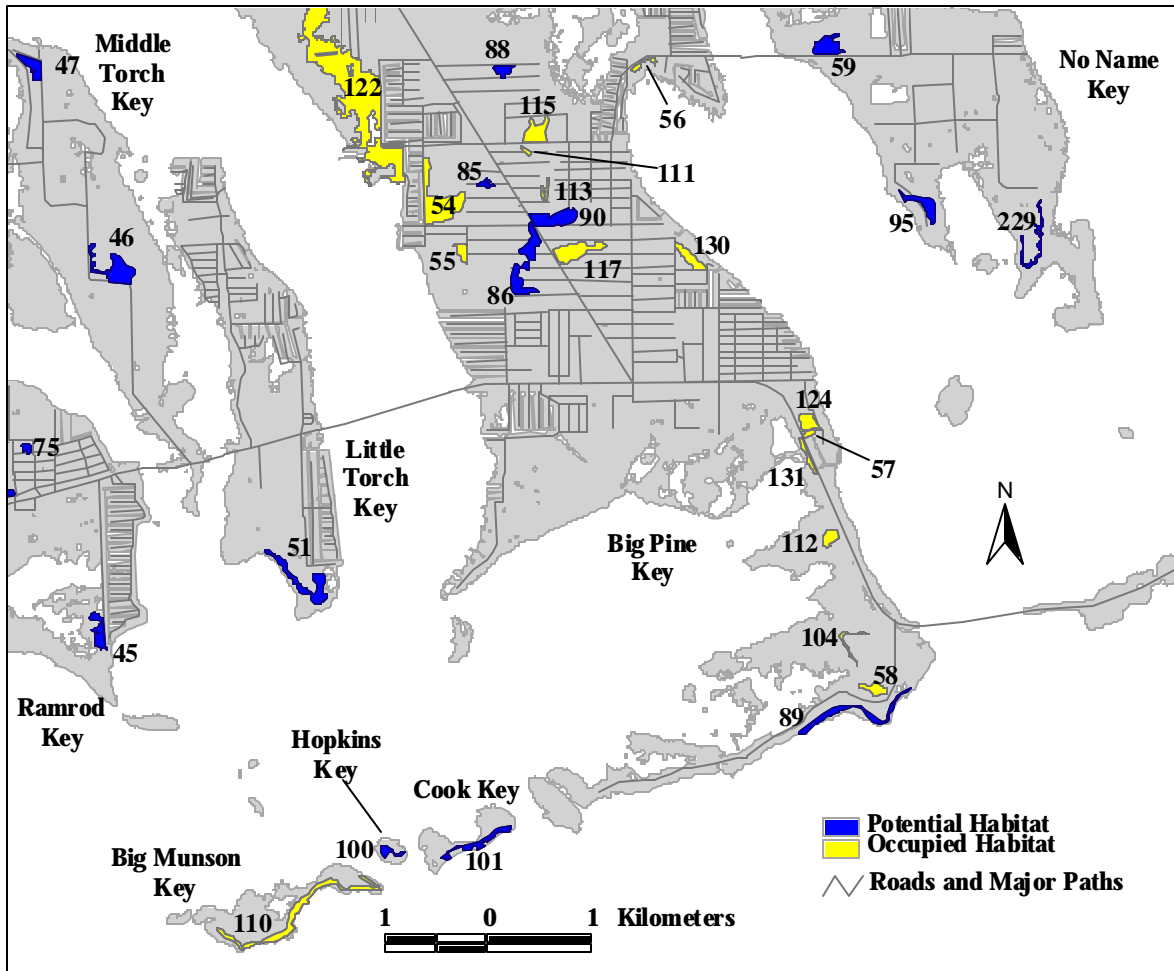 47
Middle
Torch
Key
88
59
No Name
Key
122
115
56
111
85
113
54
90
95
229
46
55
117
130
86
124
75
Little
Torch
Key
57
131
51
Big Pine
Key
112
N
45
104
58
Ramrod
Key
89
Hopkins
Key
Cook Key
Potential Habitat
Occupied Habitat
Big Munson
Key
100
101
Roads and Major Paths
110
1 0 1 Kilometers